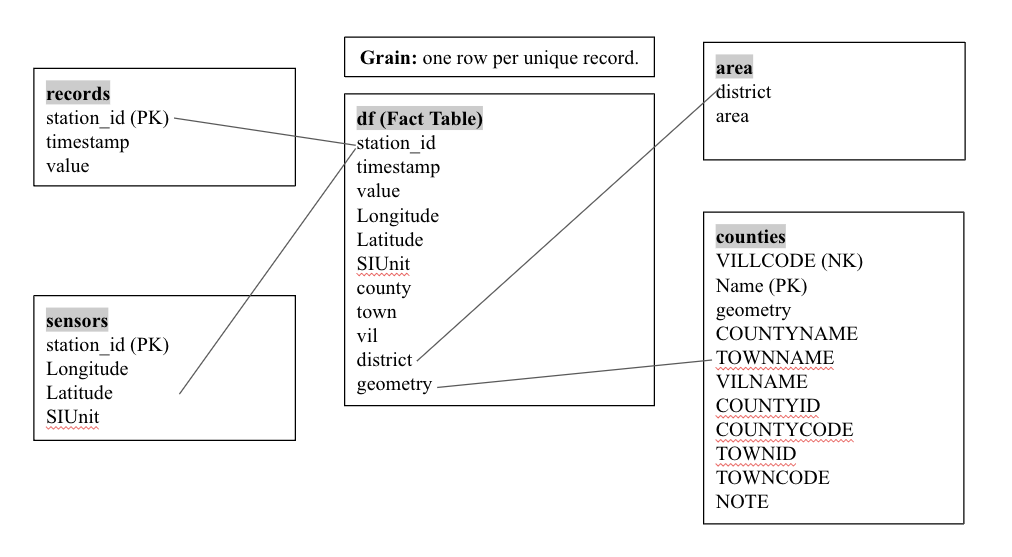 Grain: one row per unique record.
records
station_id (PK)
timestamp
value
sensors
station_id (PK)
Longitude
Latitude
SIUnit
df (Fact Table)
station_id
timestamp
value
Longitude
Latitude
SIUnit
county
town
vil
district
geometry
area
district
area
counties
VILLCODE (NK)
Name (PK)
geometry
COUNTYNAME
TOWNNAME
VILNAME
COUNTYID
COUNTYCODE
TOWNID
TOWNCODE
NOTE